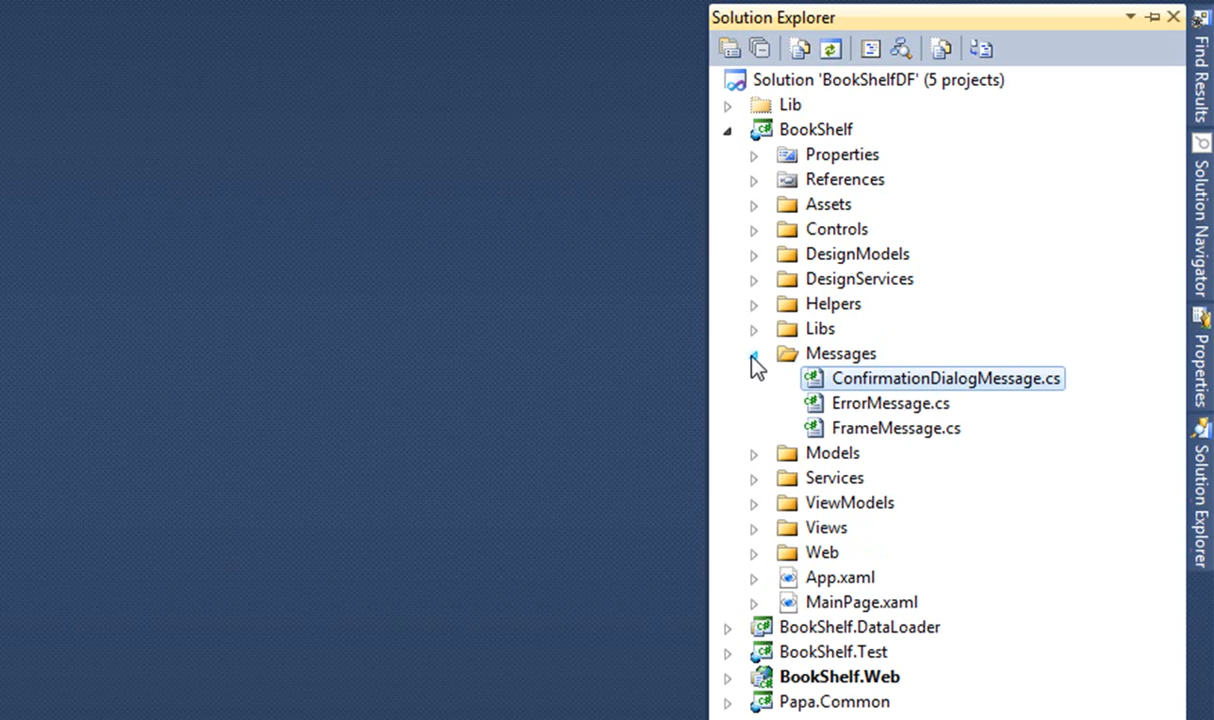 Solution Explorer
Solution 'BookShelfDF' (5 projects)
Lib
BookShelf
Properties
References
Assets
Controls
DesignModels
DesignServices
Helpers
Libs
Messages
ConfirmationDialogMessage.cs
ErrorMessage.cs
FrameMessage.cs
Models
Services
ViewModels
Views
Web
App.xaml
MainPage.xaml
BookShelf.DataLoader
BookShelf.Test
BookShelf.Web
Papa.Common
Find Results
Solution Navigator
Properties
Solution Explorer